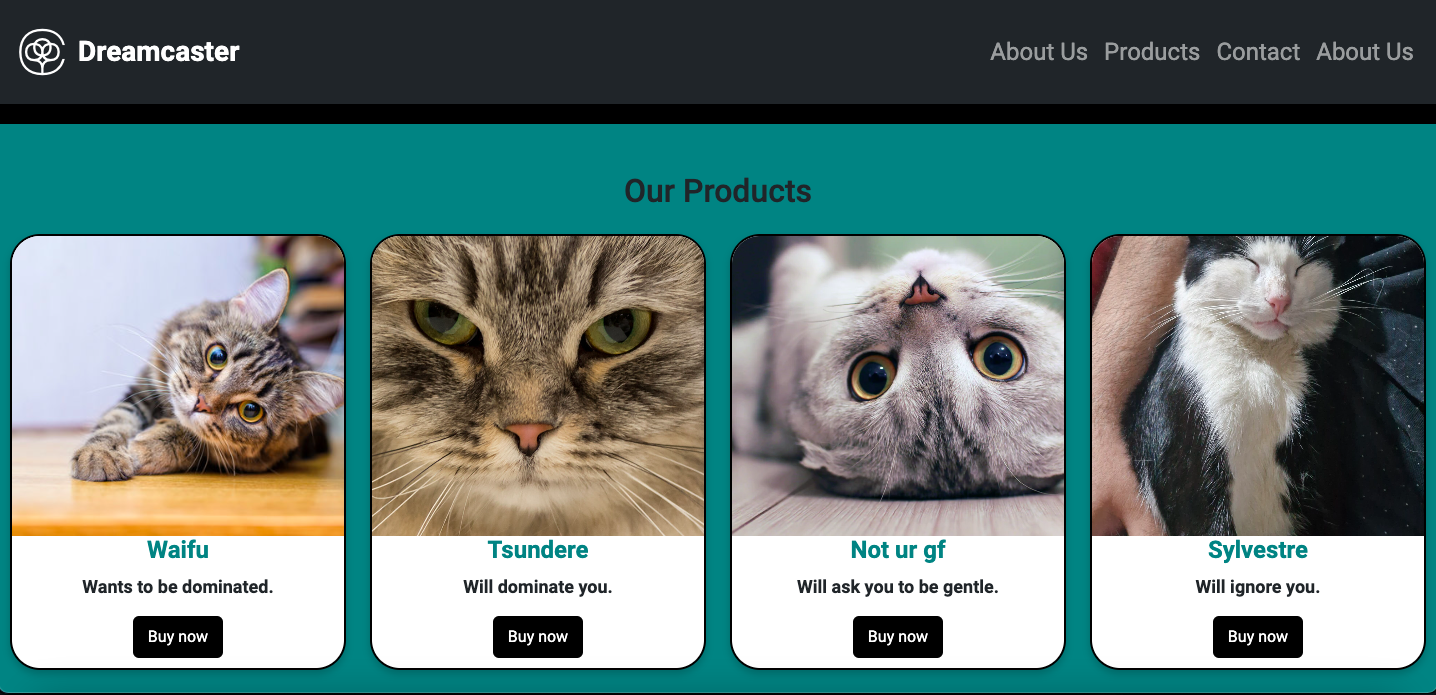 Dreamcaster
About Us Products Contact About Us
Our Products
Waifu
Wants to be dominated.
Buy now
Tsundere
Will dominate you.
Buy now
Not ur gf
Will ask you to be gentle.
Buy now
Sylvestre
Will ignore you.
Buy now